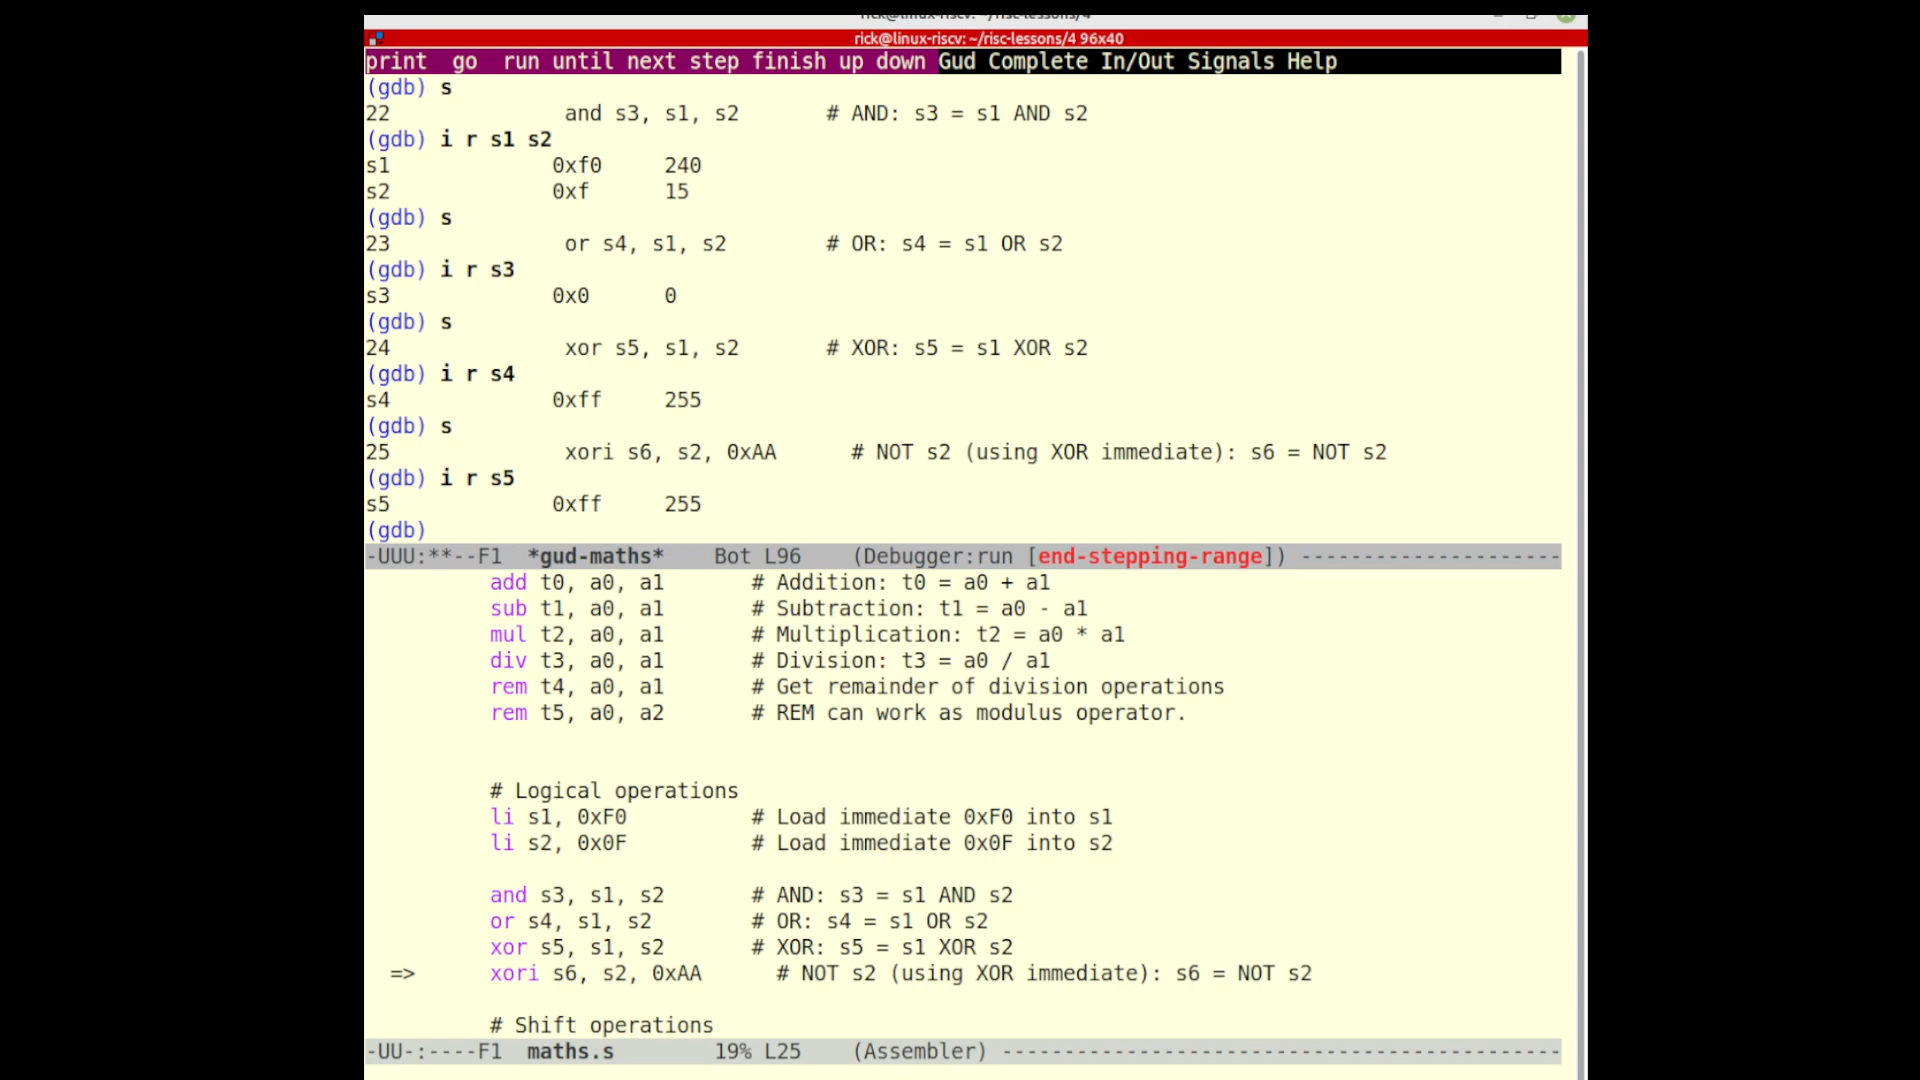 rick@linux-riscv: ~/risc-lessons/4
rick@linux-riscv: ~/risc-lessons/4 96x40
print  go  run until next step finish up down Gud Complete In/Out Signals Help
(gdb) s
22              and s3, s1, s2       # AND: s3 = s1 AND s2
(gdb) i r s1 s2
s1             0xf0     240
s2             0xf      15
(gdb) s
23              or s4, s1, s2        # OR: s4 = s1 OR s2
(gdb) i r s3
s3             0x0      0
(gdb) s
24              xor s5, s1, s2       # XOR: s5 = s1 XOR s2
(gdb) i r s4
s4             0xff     255
(gdb) s
25              xori s6, s2, 0xAA      # NOT s2 (using XOR immediate): s6 = NOT s2
(gdb) i r s5
s5             0xff     255
(gdb)
-UUU:**--F1  *gud-maths*    Bot L96    (Debugger:run [end-stepping-range]) ---------------------
add t0, a0, a1       # Addition: t0 = a0 + a1
sub t1, a0, a1       # Subtraction: t1 = a0 - a1
mul t2, a0, a1       # Multiplication: t2 = a0 * a1
div t3, a0, a1       # Division: t3 = a0 / a1
rem t4, a0, a1       # Get remainder of division operations
rem t5, a0, a2       # REM can work as modulus operator.
# Logical operations
li s1, 0xF0          # Load immediate 0xF0 into s1
li s2, 0x0F          # Load immediate 0x0F into s2
and s3, s1, s2       # AND: s3 = s1 AND s2
or s4, s1, s2        # OR: s4 = s1 OR s2
xor s5, s1, s2       # XOR: s5 = s1 XOR s2
=>      xori s6, s2, 0xAA      # NOT s2 (using XOR immediate): s6 = NOT s2
# Shift operations
-UU-:----F1  maths.s        19% L25    (Assembler) ---------------------------------------------